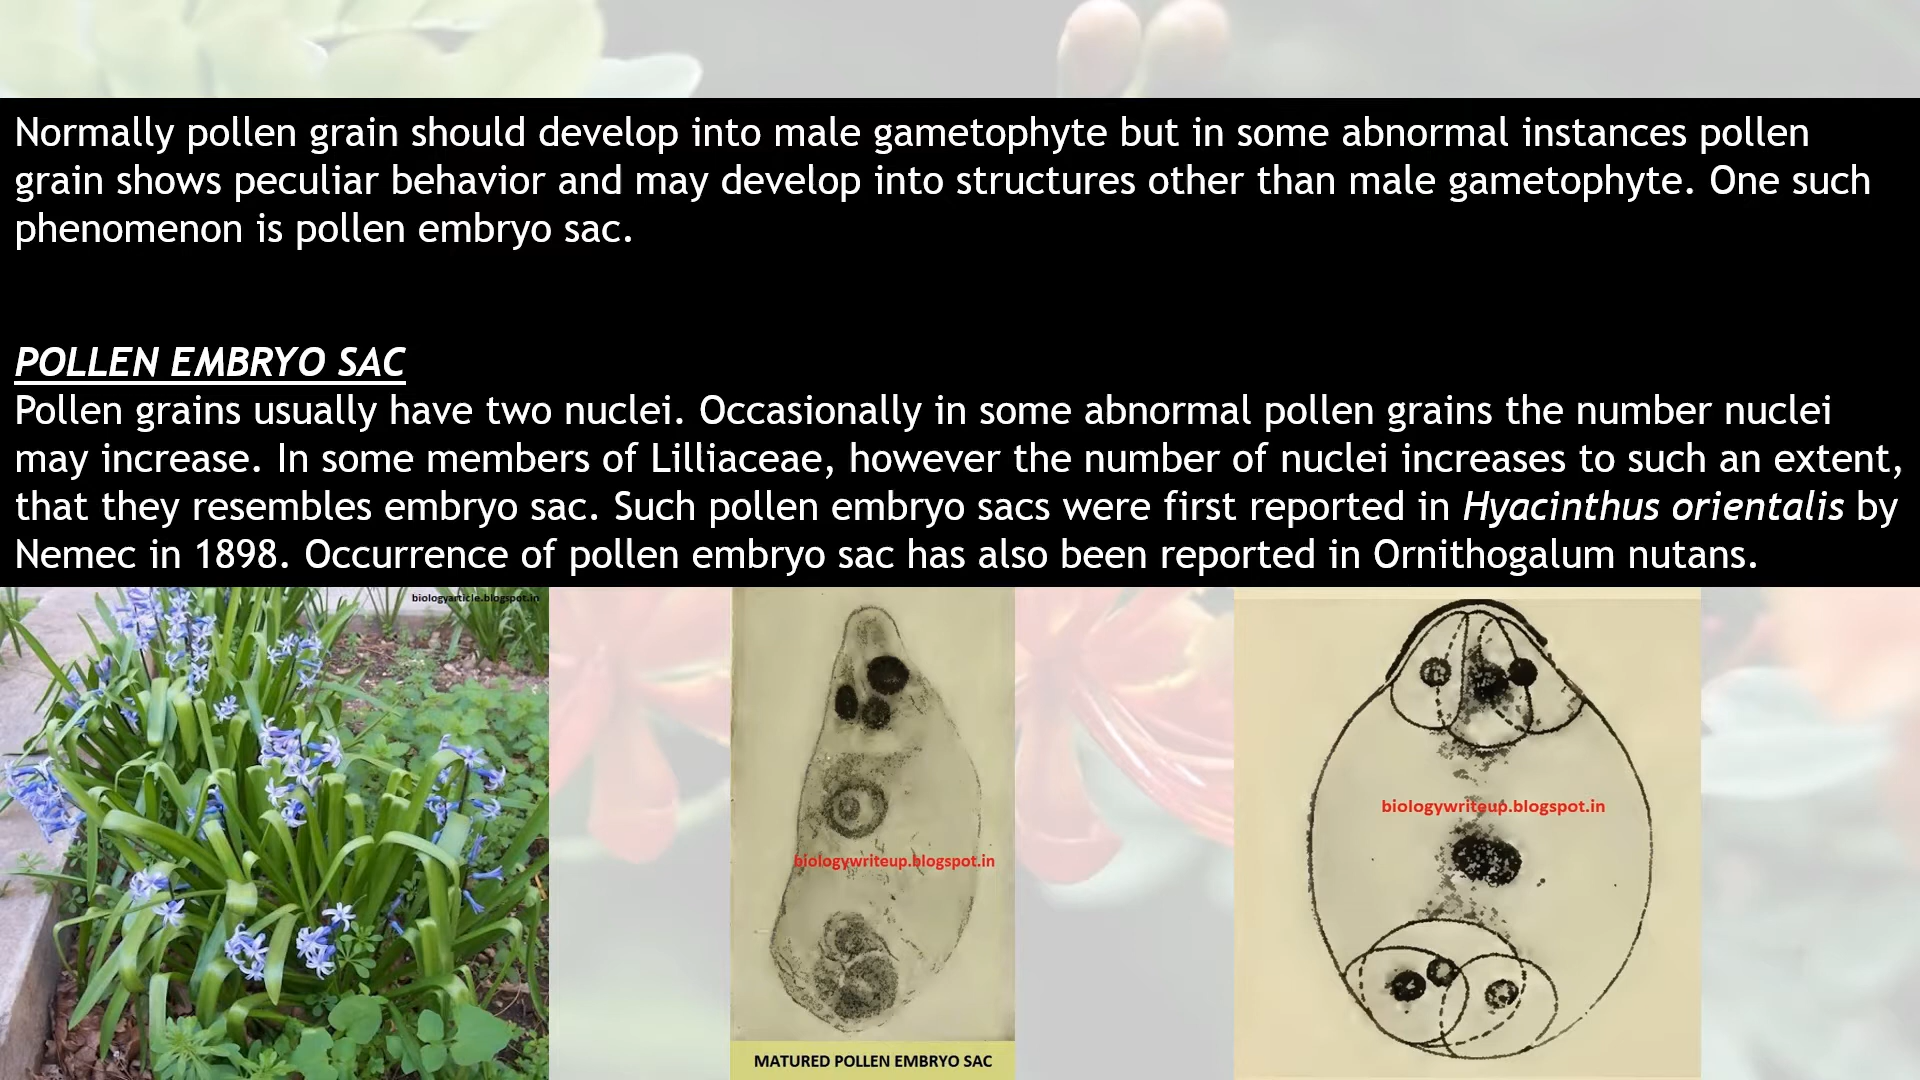 Normally pollen grain should develop into male gametophyte but in some abnormal instances pollen
grain shows peculiar behavior and may develop into structures other than male gametophyte. One such
phenomenon is pollen embryo sac.
POLLEN EMBRYO SAC
Pollen grains usually have two nuclei. Occasionally in some abnormal pollen grains the number nuclei
may increase. In some members of Lilliaceae, however the number of nuclei increases to such an extent,
that they resembles embryo sac. Such pollen embryo sacs were first reported in Hyacinthus orientalis by
Nemec in 1898. Occurrence of pollen embryo sac has also been reported in Ornithogalum nutans.
biologyarticle.blogspot.in
biologywriteup.blogspot.in
biologywriteup.blogspot.in
MATURED POLLEN EMBRYO SAC